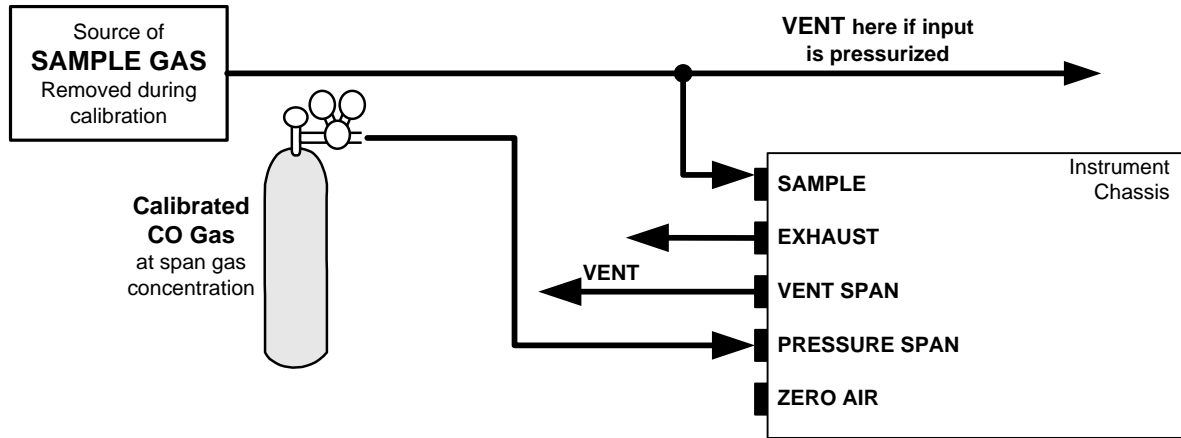 Source of
SAMPLE GAS
Removed during
calibration
VENT here if input
is pressurized
Calibrated
CO Gas
at span gas
concentration
VENT
Instrument
Chassis
SAMPLE
EXHAUST
VENT SPAN
PRESSURE SPAN
ZERO AIR